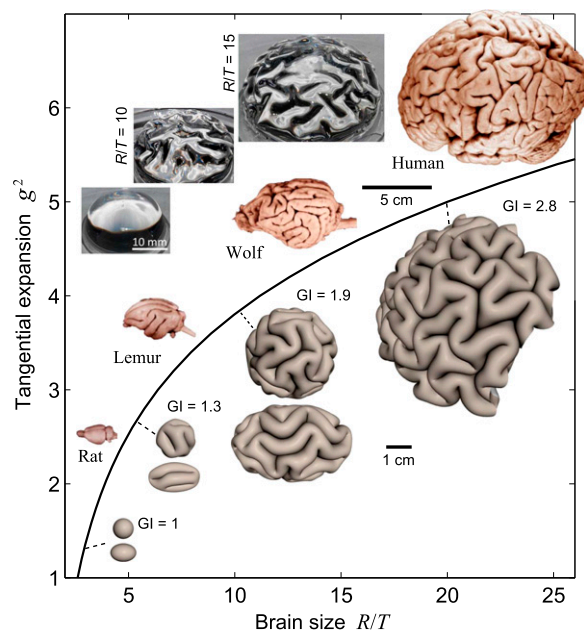 R/T = 15
R/T = 10
10 mm
Human
5 cm
Wolf
Lemur
Rat
GI = 2.8
GI = 1.9
GI = 1.3
GI = 1
1 cm
Tangential expansion g²
6
5
4
3
2
1
5
10
15
20
25
Brain size R/T